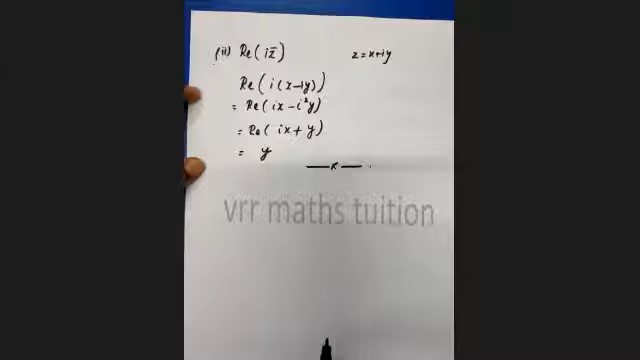 (ii) Re(iz̅) z=x+iy
Re(i(x-iy))
= Re(ix-i²y)
= Re(ix+y)
= y
—x—
vrr maths tuition